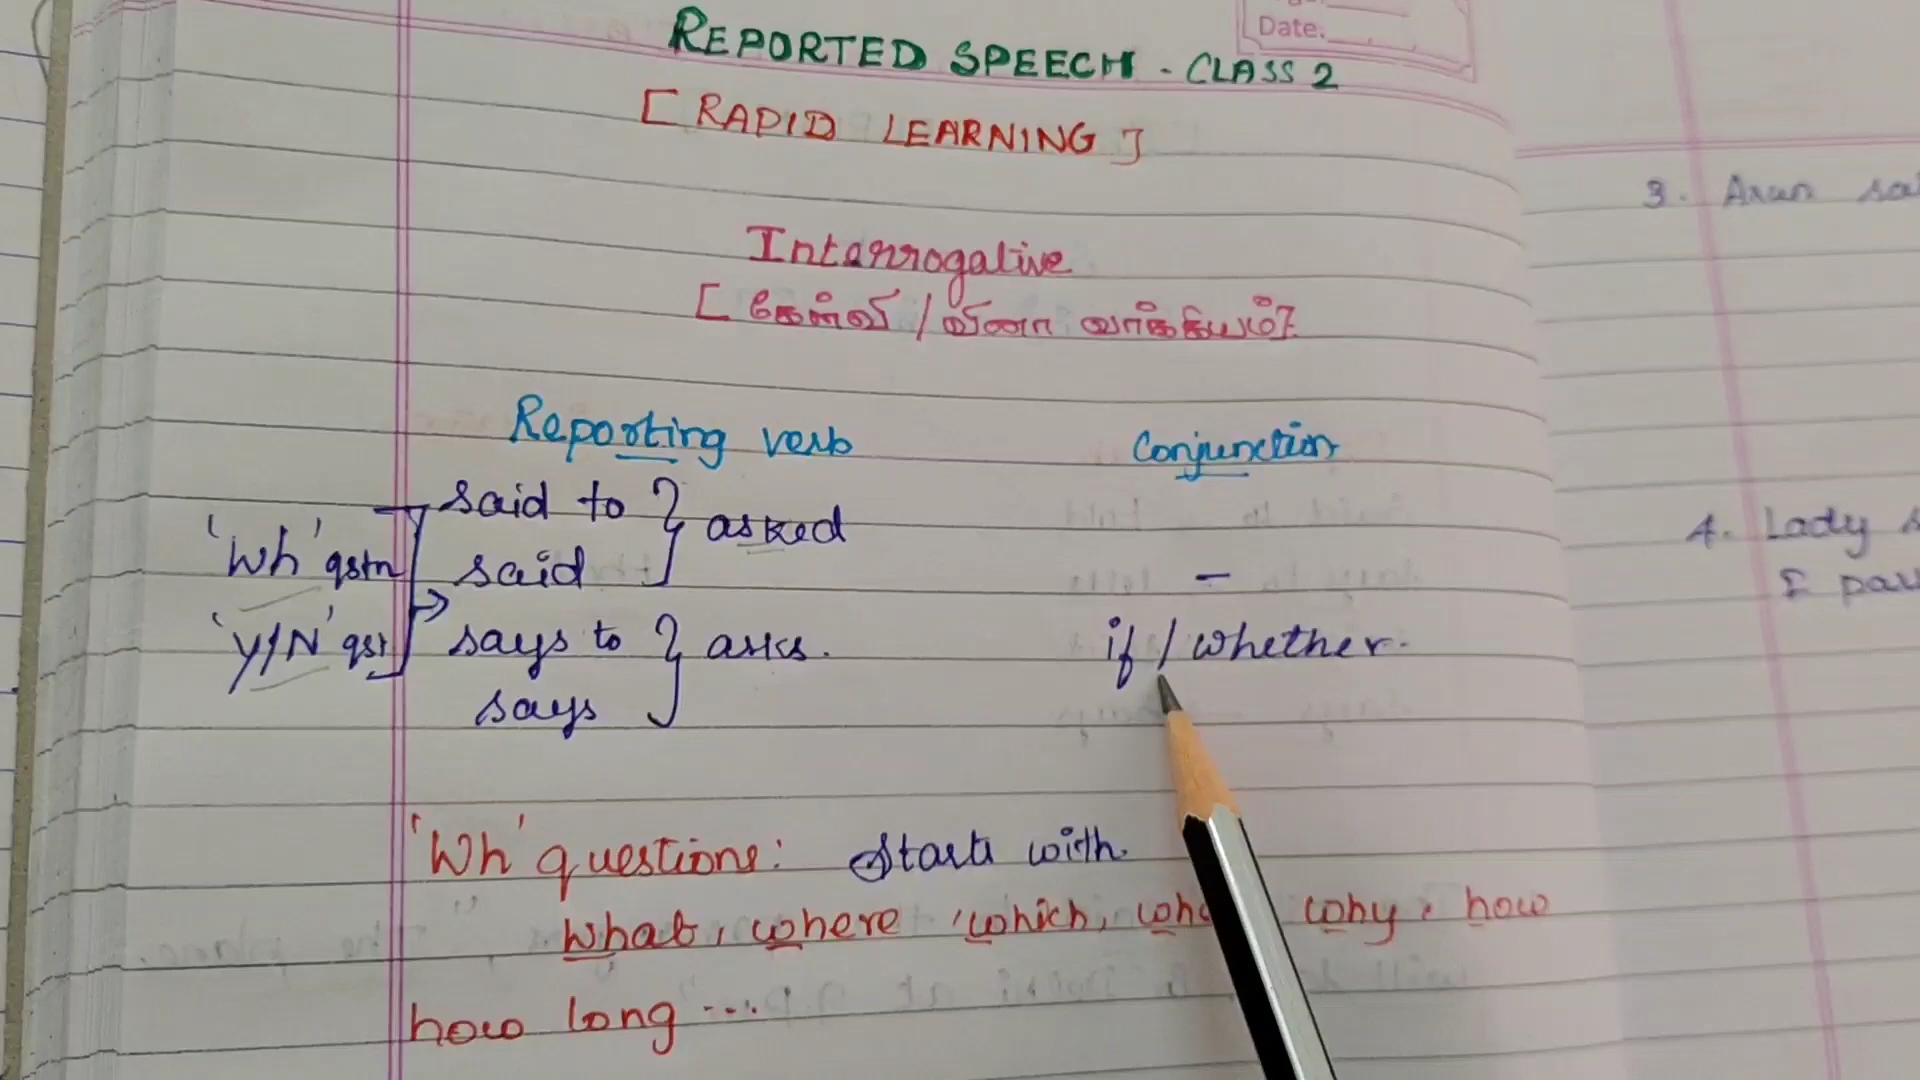 Date.
REPORTED SPEECH - CLASS 2
[ RAPID LEARNING ]
Interrogative
[ கேள்வி / வினா வாக்கியம் ]
Reporting verb Conjunction
'Wh' qstn said to } asked
said –
'Y/N' qst says to } asks. if / whether.
says
'Wh' questions: Starts with
what, where, which, why, how
how long ...
3. Arun
4. Lady